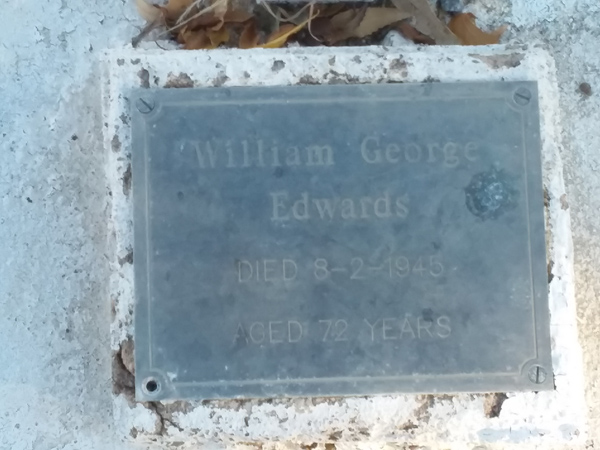 William George
Edwards
DIED 8-2-1945
AGED 72 YEARS